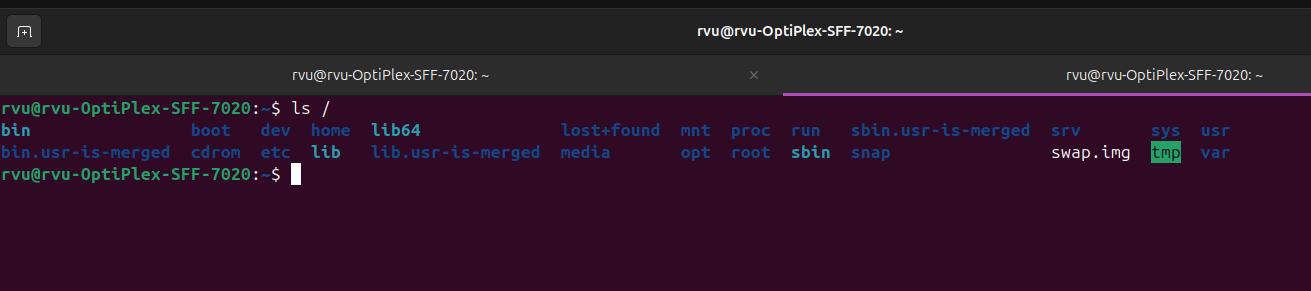 rvu@rvu-OptiPlex-SFF-7020: ~
rvu@rvu-OptiPlex-SFF-7020: ~ × rvu@rvu-OptiPlex-SFF-7020: ~
rvu@rvu-OptiPlex-SFF-7020:~$ ls /
bin boot dev home lib64 lost+found mnt proc run sbin.usr-is-merged srv sys usr
bin.usr-is-merged cdrom etc lib lib.usr-is-merged media opt root sbin snap swap.img tmp var
rvu@rvu-OptiPlex-SFF-7020:~$